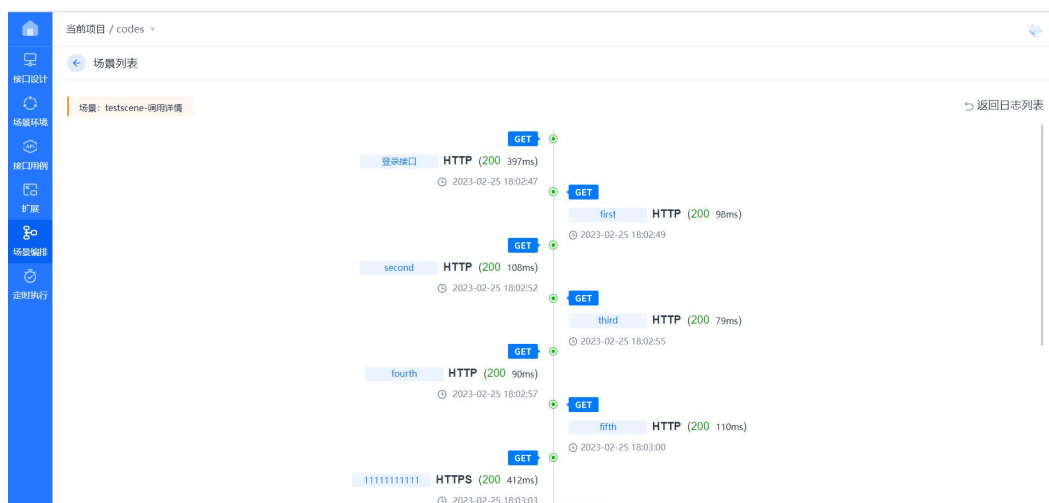 当前项目 / codes
接口设计
场景列表
场景环境
场景：testscene-调用详情
返回日志列表
接口用例
扩展
场景编排
定时执行
GET
登录接口 HTTP (200 397ms)
2023-02-25 18:02:47
GET
first HTTP (200 98ms)
2023-02-25 18:02:49
GET
second HTTP (200 108ms)
2023-02-25 18:02:52
GET
third HTTP (200 79ms)
2023-02-25 18:02:55
GET
fourth HTTP (200 90ms)
2023-02-25 18:02:57
GET
fifth HTTP (200 110ms)
2023-02-25 18:03:00
GET
11111111111 HTTPS (200 412ms)
2023-02-25 18:03:03